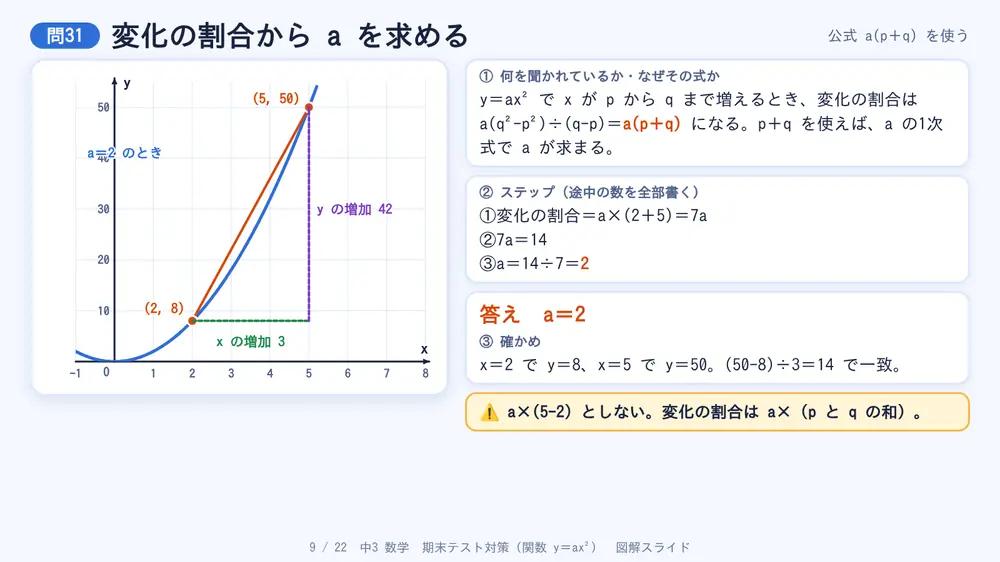 問31 変化の割合から a を求める
公式 a(p＋q) を使う
y
50
40
30
20
10
(5, 50)
a＝2 のとき
y の増加 42
(2, 8)
x の増加 3
x
-1 0 1 2 3 4 5 6 7 8
① 何を聞かれているか・なぜその式か
y＝ax² で x が p から q まで増えるとき、変化の割合は
a(q²-p²)÷(q-p)＝a(p＋q) になる。p＋q を使えば、a の1次
式で a が求まる。
② ステップ（途中の数を全部書く）
①変化の割合＝a×(2＋5)＝7a
②7a＝14
③a＝14÷7＝2
答え　a＝2
③ 確かめ
x＝2 で y＝8、x＝5 で y＝50。(50-8)÷3＝14 で一致。
⚠️ a×(5-2) としない。変化の割合は a×（p と q の和）。
9 / 22　中3 数学　期末テスト対策（関数 y＝ax²）　図解スライド